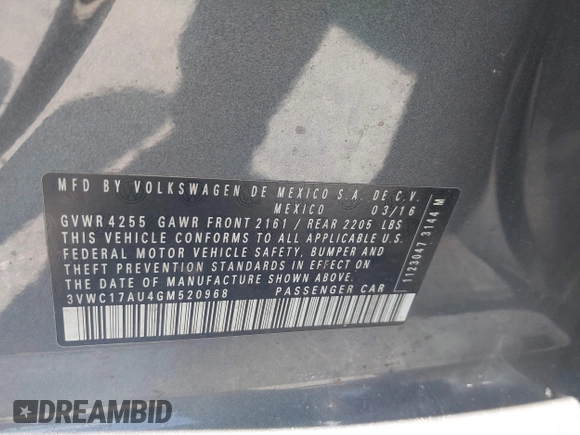 MFD BY VOLKSWAGEN DE MEXICO S.A. DE C.V.
MEXICO 03/16
GVWR 4255 GAWR FRONT 2161 / REAR 2205 LBS
THIS VEHICLE CONFORMS TO ALL APPLICABLE U.S.
FEDERAL MOTOR VEHICLE SAFETY, BUMPER AND
THEFT PREVENTION STANDARDS IN EFFECT ON
THE DATE OF MANUFACTURE SHOWN ABOVE.
3VWC17AU4GM520968 PASSENGER CAR
1123047 3144 M
DREAMBID